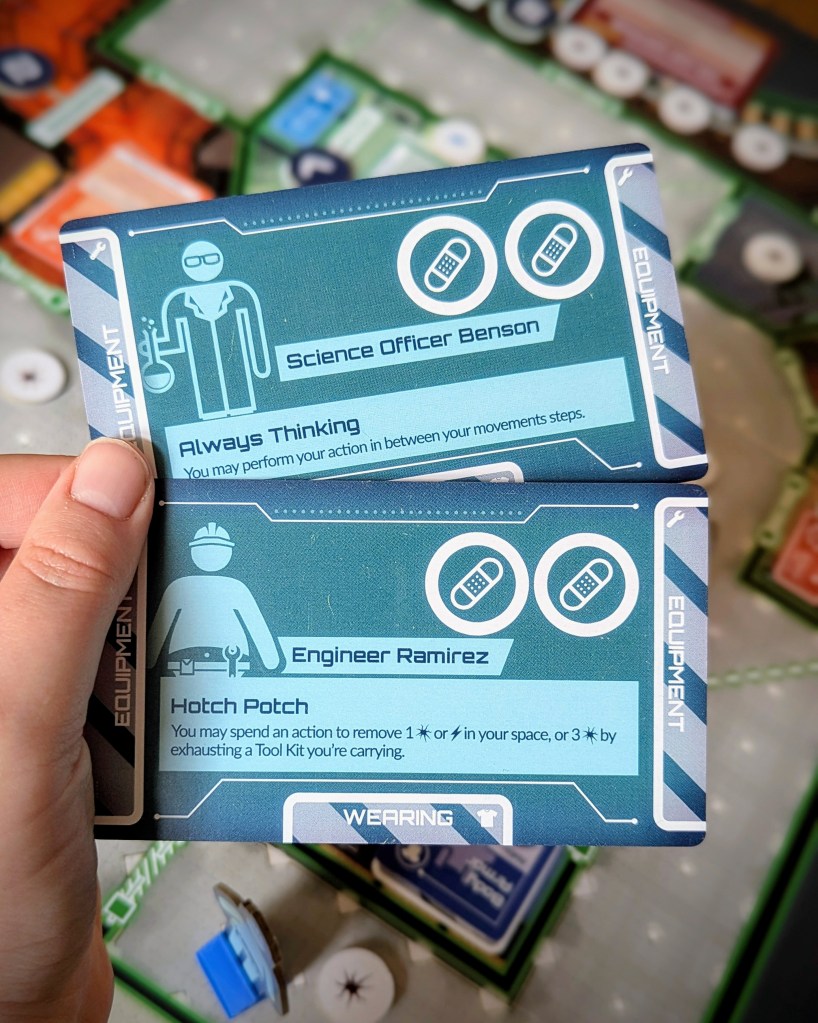 EQUIPMENT
Science Officer Benson
EQUIPMENT
Always Thinking
You may perform your action in between your movements steps.
EQUIPMENT
Engineer Ramirez
EQUIPMENT
Hotch Potch
You may spend an action to remove 1 or in your space, or 3 by
exhausting a Tool Kit you're carrying.
WEARING